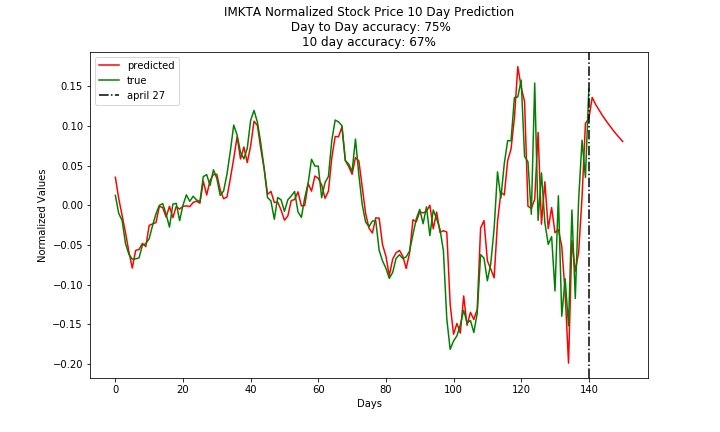 IMKTA Normalized Stock Price 10 Day Prediction
Day to Day accuracy: 75%
10 day accuracy: 67%
predicted
true
april 27
Normalized Values
0.15
0.10
0.05
0.00
−0.05
−0.10
−0.15
−0.20
0 20 40 60 80 100 120 140
Days